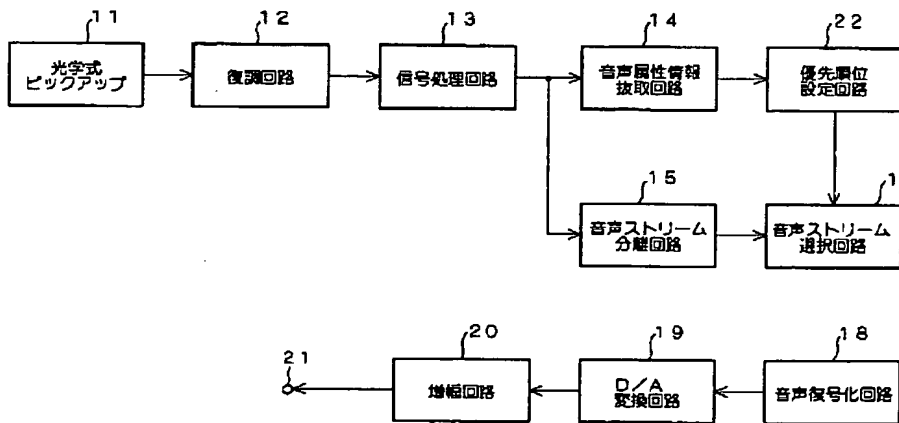 11
光学式
ピックアップ
12
復調回路
13
信号処理回路
14
音声属性情報
抜取回路
22
優先順位
設定回路
15
音声ストリーム
分離回路
1
音声ストリーム
選択回路
21
20
増幅回路
19
D/A
変換回路
18
音声復号化回路